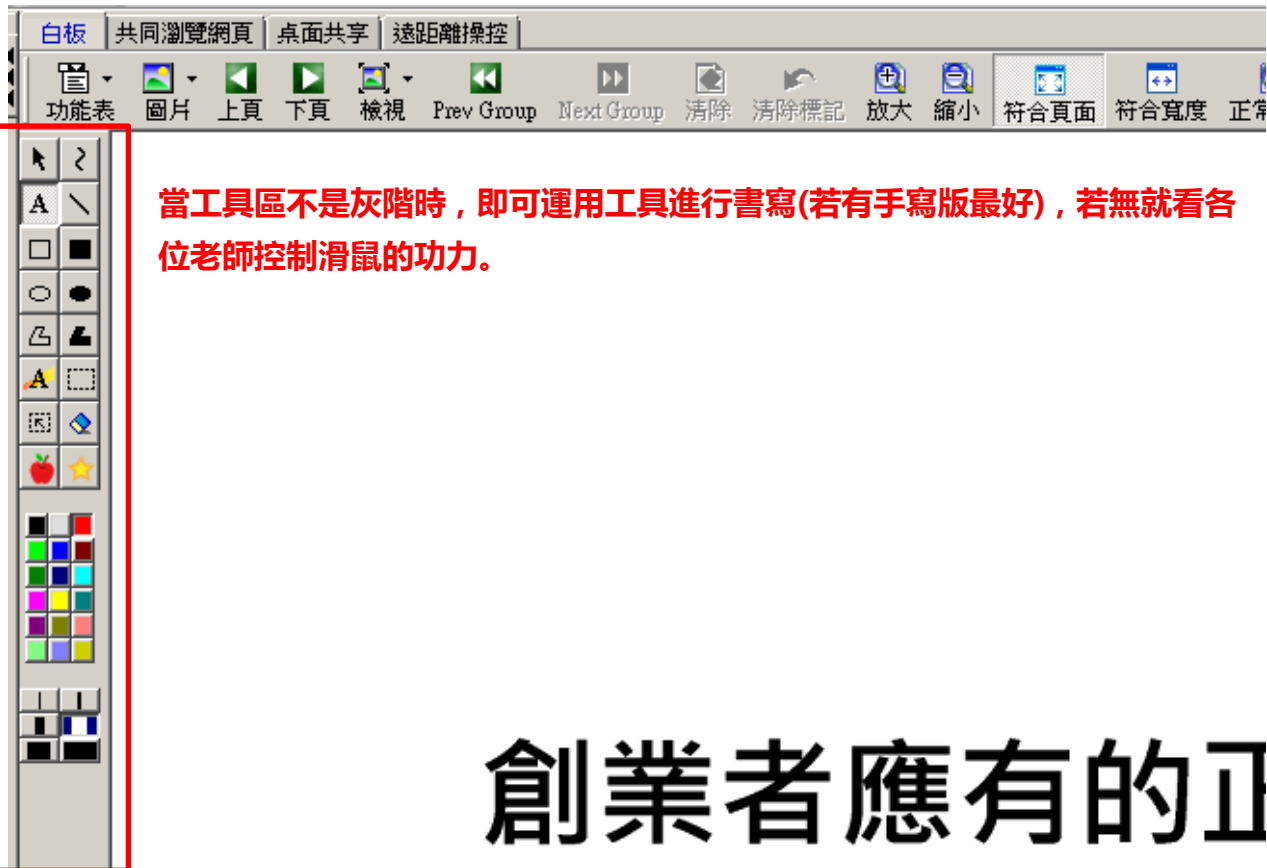 白板 共同瀏覽網頁 桌面共享 遠距離操控
功能表 圖片 上頁 下頁 檢視 Prev Group Next Group 清除 清除標記 放大 縮小 符合頁面 符合寬度 正常
當工具區不是灰階時，即可運用工具進行書寫(若有手寫版最好)，若無就看各
位老師控制滑鼠的功力。
A
A
創業者應有的正